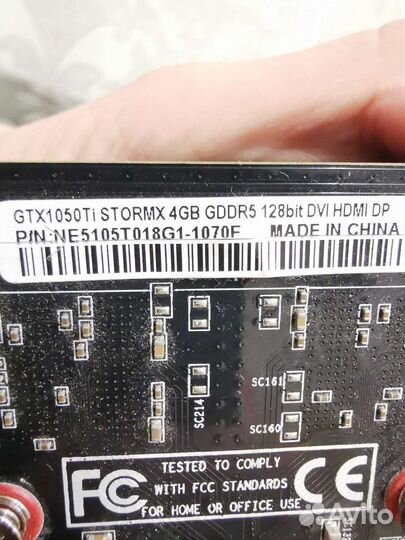 GTX1050Ti STORMX 4GB GDDR5 128bit DVI HDMI DP
P/N:NE5105T018G1-1070F MADE IN CHINA
SC161
SC214
SC160
TESTED TO COMPLY
FC WITH FCC STANDARDS CE
FOR HOME OR OFFICE USE
Avito